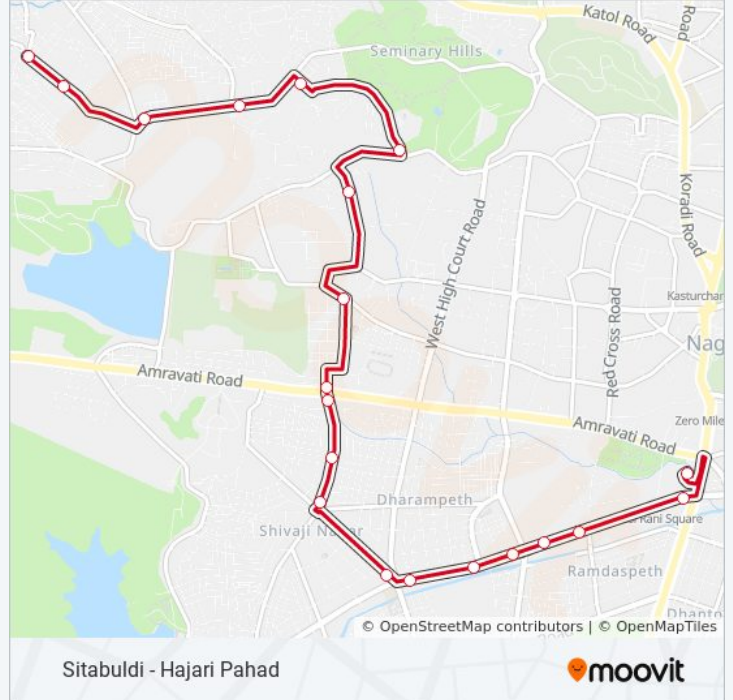 Katol Road
Road
Seminary Hills
Koradi Road
West High Court Road
Kasturchar
Red Cross Road
Nag
Amravati Road
Zero Mile
Amravati Road
Dharampeth
Rani Square
Shivaji Nagar
Ramdaspeth
Dhantp
© OpenStreetMap contributors | © OpenMapTiles
Sitabuldi - Hajari Pahad
moovit